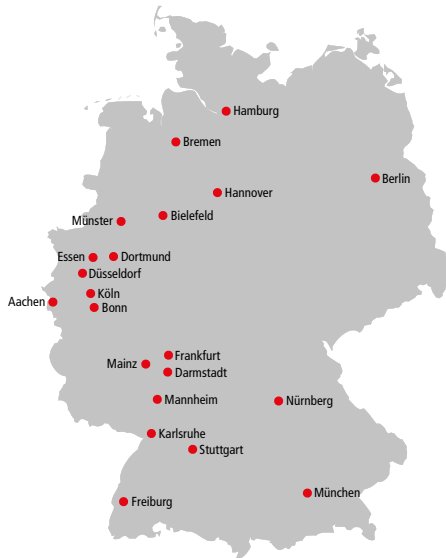 Hamburg
Bremen
Berlin
Hannover
Bielefeld
Münster
Essen
Dortmund
Düsseldorf
Köln
Aachen
Bonn
Frankfurt
Mainz
Darmstadt
Mannheim
Nürnberg
Karlsruhe
Stuttgart
München
Freiburg